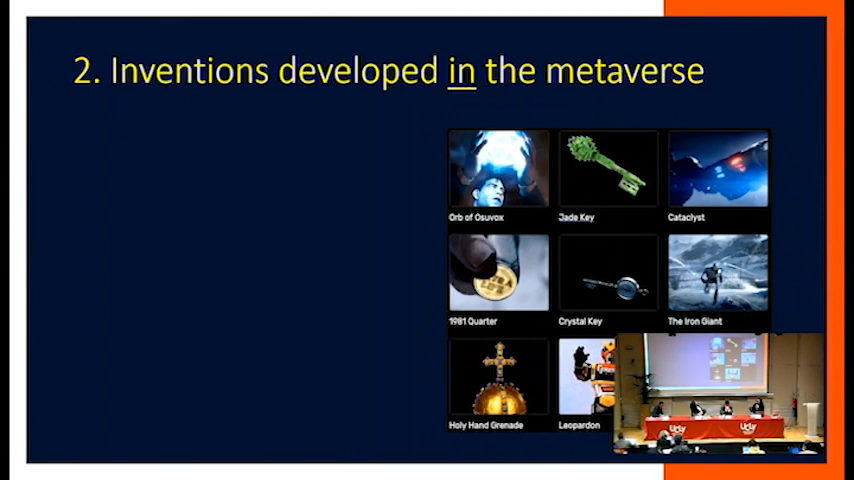 2. Inventions developed in the metaverse
Orb of Osuvox
Jade Key
Cataclyst
1981 Quarter
Crystal Key
The Iron Giant
Holy Hand Grenade
Leopardon